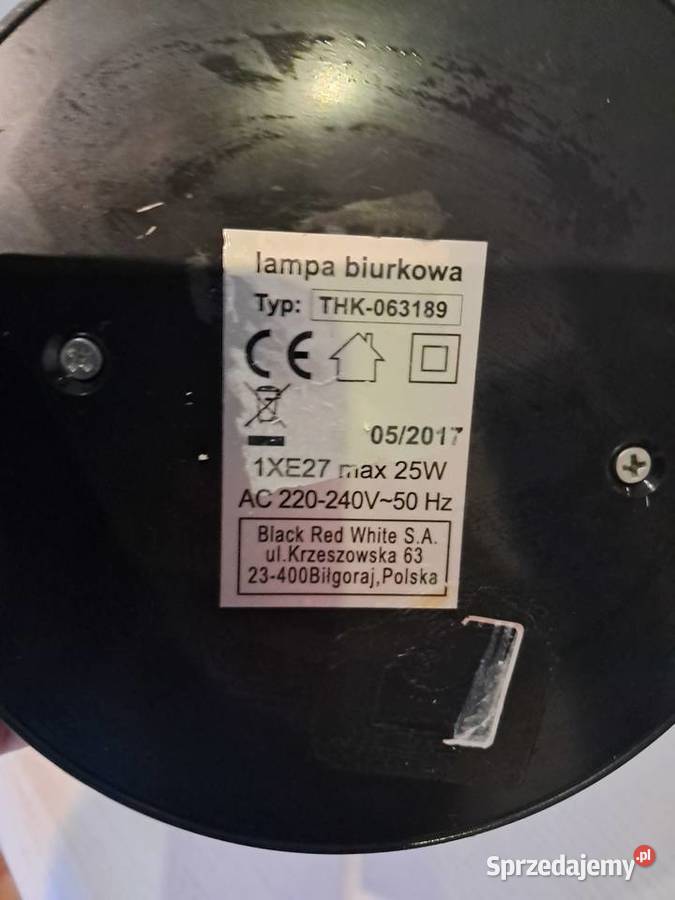 lampa biurkowa
Typ: THK-063189
CE
05/2017
1XE27 max 25W
AC 220-240V~50 Hz
Black Red White S.A.
ul.Krzeszowska 63
23-400Biłgoraj,Polska
Sprzedajemy.pl